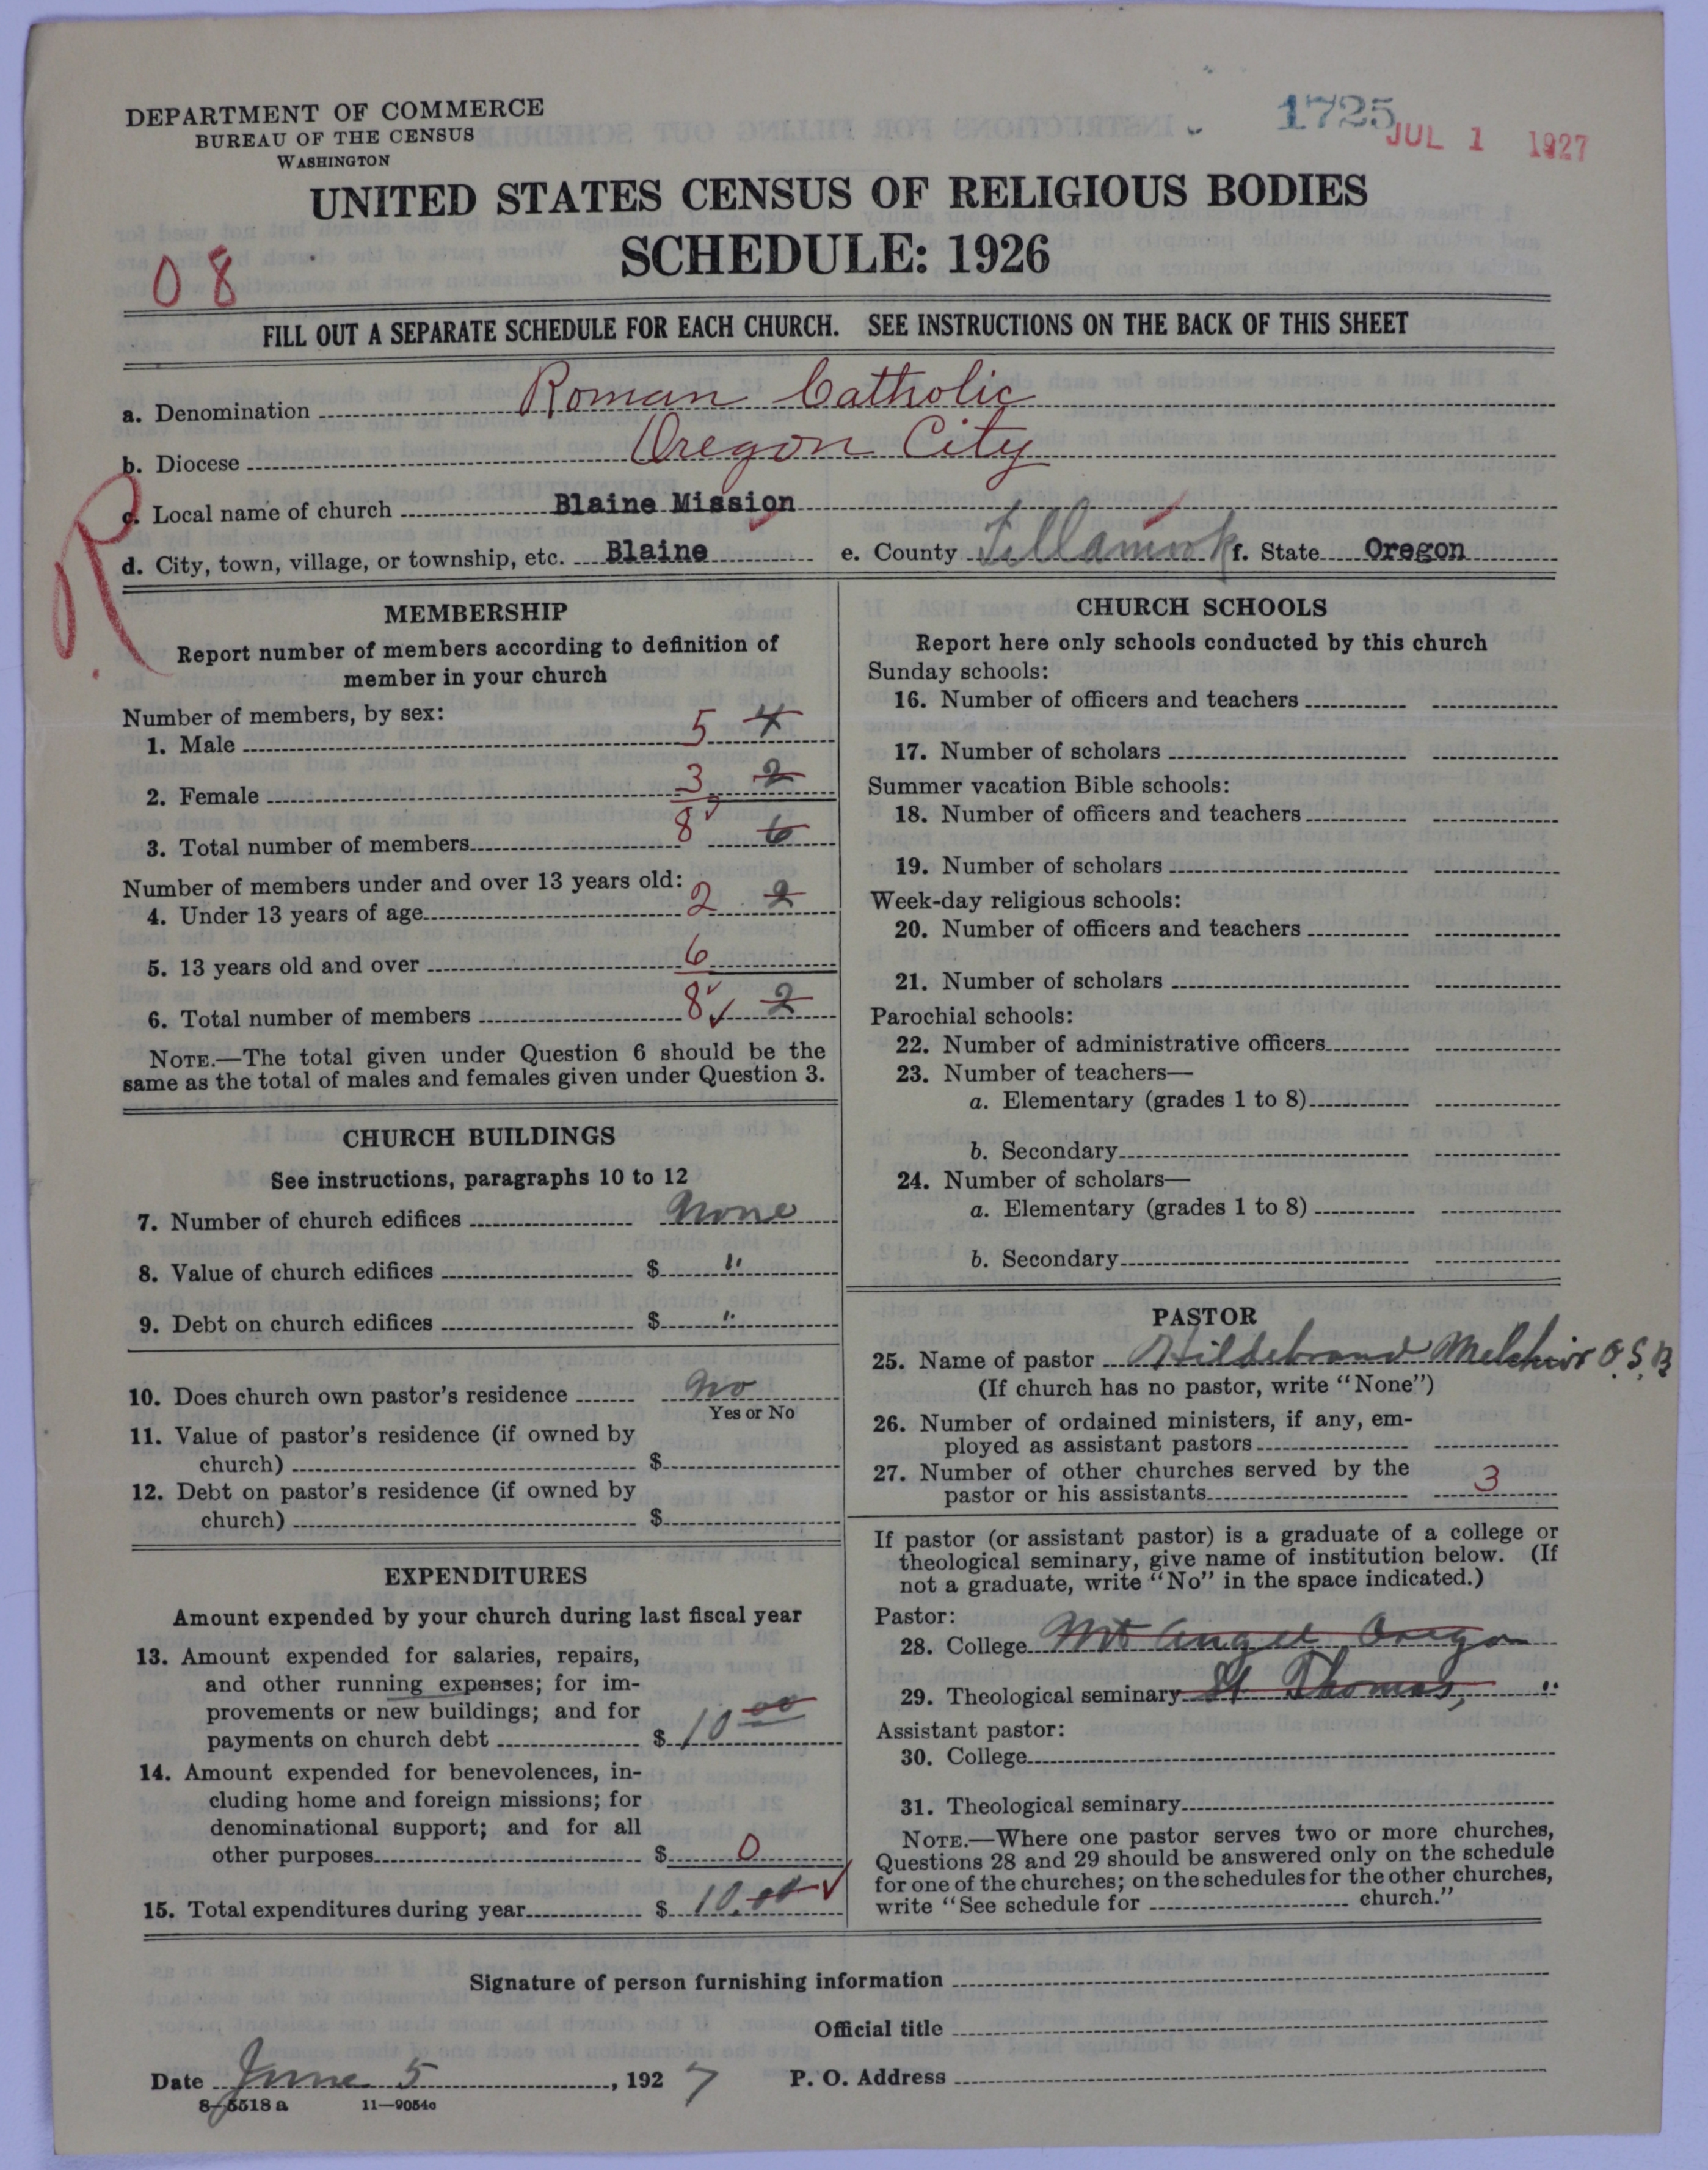 DEPARTMENT OF COMMERCE
BUREAU OF THE CENSUS
WASHINGTON
1725
JUL 1 1927
UNITED STATES CENSUS OF RELIGIOUS BODIES
SCHEDULE: 1926
08
FILL OUT A SEPARATE SCHEDULE FOR EACH CHURCH. SEE INSTRUCTIONS ON THE BACK OF THIS SHEET
a. Denomination Roman Catholic
b. Diocese Oregon City
R
c. Local name of church Blaine Mission
d. City, town, village, or township, etc. Blaine e. County Tillamook f. State Oregon
MEMBERSHIP
Report number of members according to definition of
member in your church
Number of members, by sex:
1. Male 5 4
2. Female 3 2
3. Total number of members 8 6
Number of members under and over 13 years old:
4. Under 13 years of age 2 2
5. 13 years old and over 6
6. Total number of members 8 2
NOTE.—The total given under Question 6 should be the
same as the total of males and females given under Question 3.
CHURCH BUILDINGS
See instructions, paragraphs 10 to 12
7. Number of church edifices None
8. Value of church edifices $ "
9. Debt on church edifices $ "
10. Does church own pastor's residence No
Yes or No
11. Value of pastor's residence (if owned by
church) $
12. Debt on pastor's residence (if owned by
church) $
EXPENDITURES
Amount expended by your church during last fiscal year
13. Amount expended for salaries, repairs,
and other running expenses; for im-
provements or new buildings; and for
payments on church debt $ 10 00
14. Amount expended for benevolences, in-
cluding home and foreign missions; for
denominational support; and for all
other purposes $ 0
15. Total expenditures during year $ 10.00
CHURCH SCHOOLS
Report here only schools conducted by this church
Sunday schools:
16. Number of officers and teachers
17. Number of scholars
Summer vacation Bible schools:
18. Number of officers and teachers
19. Number of scholars
Week-day religious schools:
20. Number of officers and teachers
21. Number of scholars
Parochial schools:
22. Number of administrative officers
23. Number of teachers—
a. Elementary (grades 1 to 8)
b. Secondary
24. Number of scholars—
a. Elementary (grades 1 to 8)
b. Secondary
PASTOR
25. Name of pastor Hildebrand Melchior O.S.B
(If church has no pastor, write "None")
26. Number of ordained ministers, if any, em-
ployed as assistant pastors
27. Number of other churches served by the
pastor or his assistants 3
If pastor (or assistant pastor) is a graduate of a college or
theological seminary, give name of institution below. (If
not a graduate, write "No" in the space indicated.)
Pastor:
28. College Mt Angel Oregon
29. Theological seminary St Thomas, "
Assistant pastor:
30. College
31. Theological seminary
NOTE.—Where one pastor serves two or more churches,
Questions 28 and 29 should be answered only on the schedule
for one of the churches; on the schedules for the other churches,
write "See schedule for church."
Signature of person furnishing information
Official title
Date June 5, 1927 P. O. Address
8-5518 a 11—9054c